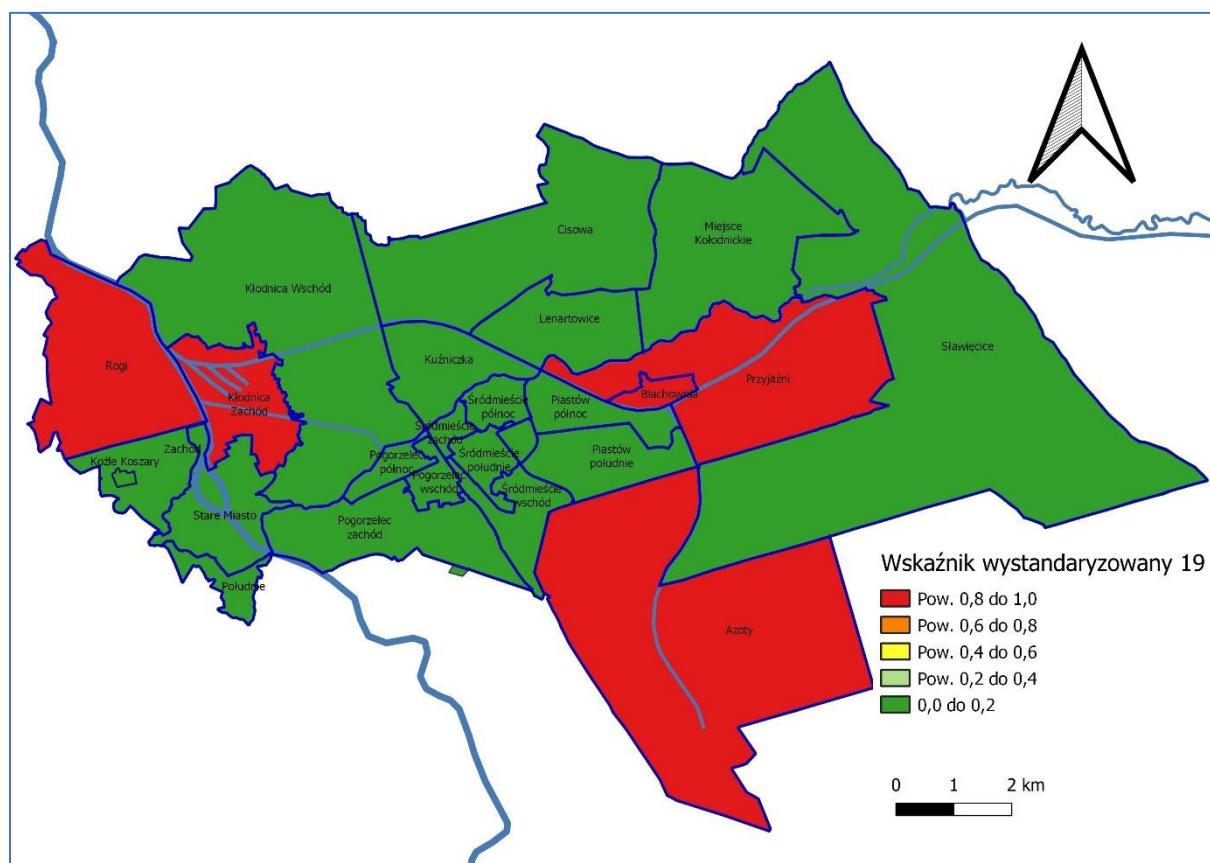 Cisowa
Miejsce
Kołodnickie
Kłodnica Wschód
Lenartowice
Sławięcice
Kuźniczka
Rogi
Przyjaźni
Blachownia
Kłodnica
Zachód
Śródmieście
północ
Piastów
północ
Śródmieście
zachód
Zachód
Piastów
południe
Pogorzelec
północ
Śródmieście
południe
Koźle Koszary
Pogorzelec
wschód
Śródmieście
wschód
Stare Miasto
Pogorzelec
zachód
Południe
Azoty
Wskaźnik wystandaryzowany 19
Pow. 0,8 do 1,0
Pow. 0,6 do 0,8
Pow. 0,4 do 0,6
Pow. 0,2 do 0,4
0,0 do 0,2
0 1 2 km